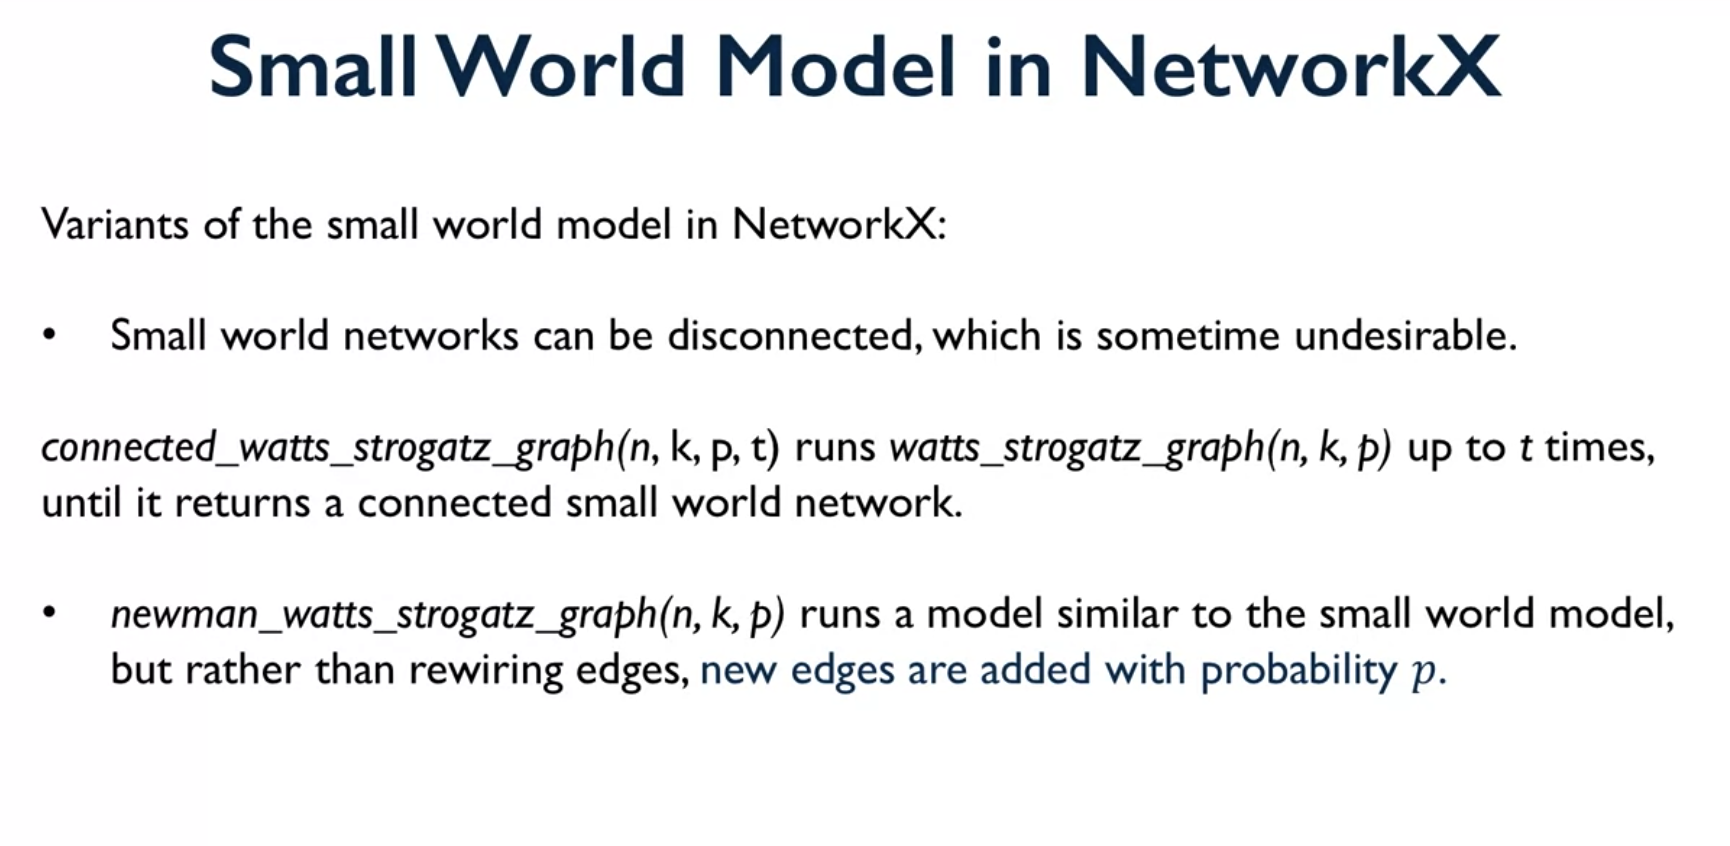 Small World Model in NetworkX
Variants of the small world model in NetworkX:
• Small world networks can be disconnected, which is sometime undesirable.
connected_watts_strogatz_graph(n, k, p, t) runs watts_strogatz_graph(n, k, p) up to t times,
until it returns a connected small world network.
• newman_watts_strogatz_graph(n, k, p) runs a model similar to the small world model,
but rather than rewiring edges, new edges are added with probability p.